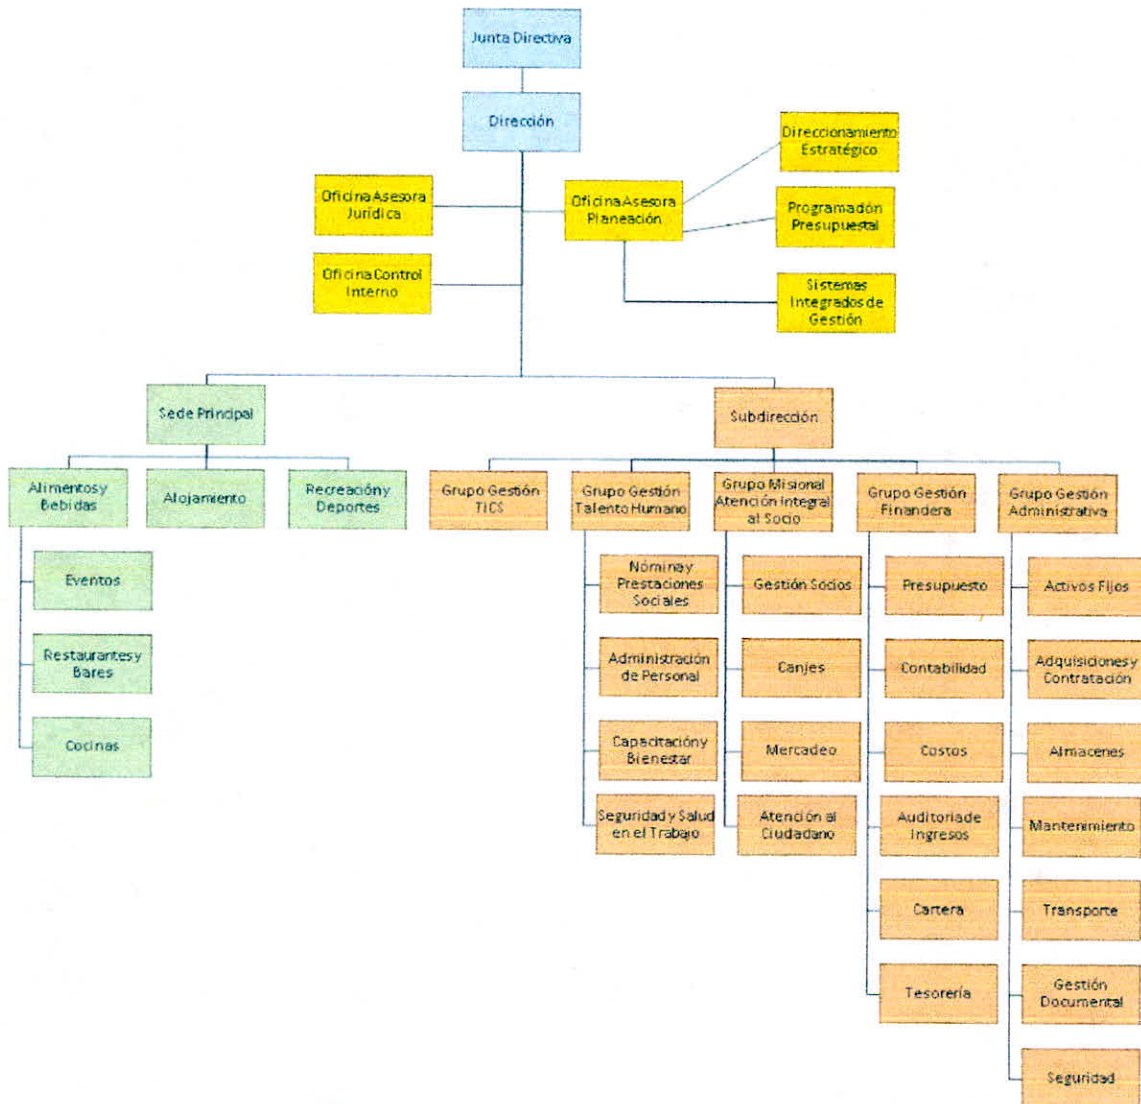 Junta Directiva
Dirección
Direccionamiento
Estratégico
Oficina Asesora
Jurídica
Oficina Asesora
Planeación
Programación
Presupuestal
Oficina Control
Interno
Sistemas
Integrados de
Gestión
Sede Principal
Subdirección
Alimentos y
Bebidas
Alojamiento
Recreación y
Deportes
Grupo Gestión
TICS
Grupo Gestión
Talento Humano
Grupo Misional
Atención Integral
al Socio
Grupo Gestión
Financiera
Grupo Gestión
Administrativa
Eventos
Nómina y
Prestaciones
Sociales
Gestión Socios
Presupuesto
Activos Fijos
Restaurantes y
Bares
Administración
de Personal
Canjes
Contabilidad
Adquisiciones y
Contratación
Cocinas
Capacitación y
Bienestar
Mercadeo
Costos
Almacenes
Seguridad y Salud
en el Trabajo
Atención al
Ciudadano
Auditoria de
Ingresos
Mantenimiento
Cartera
Transporte
Tesorería
Gestión
Documental
Seguridad